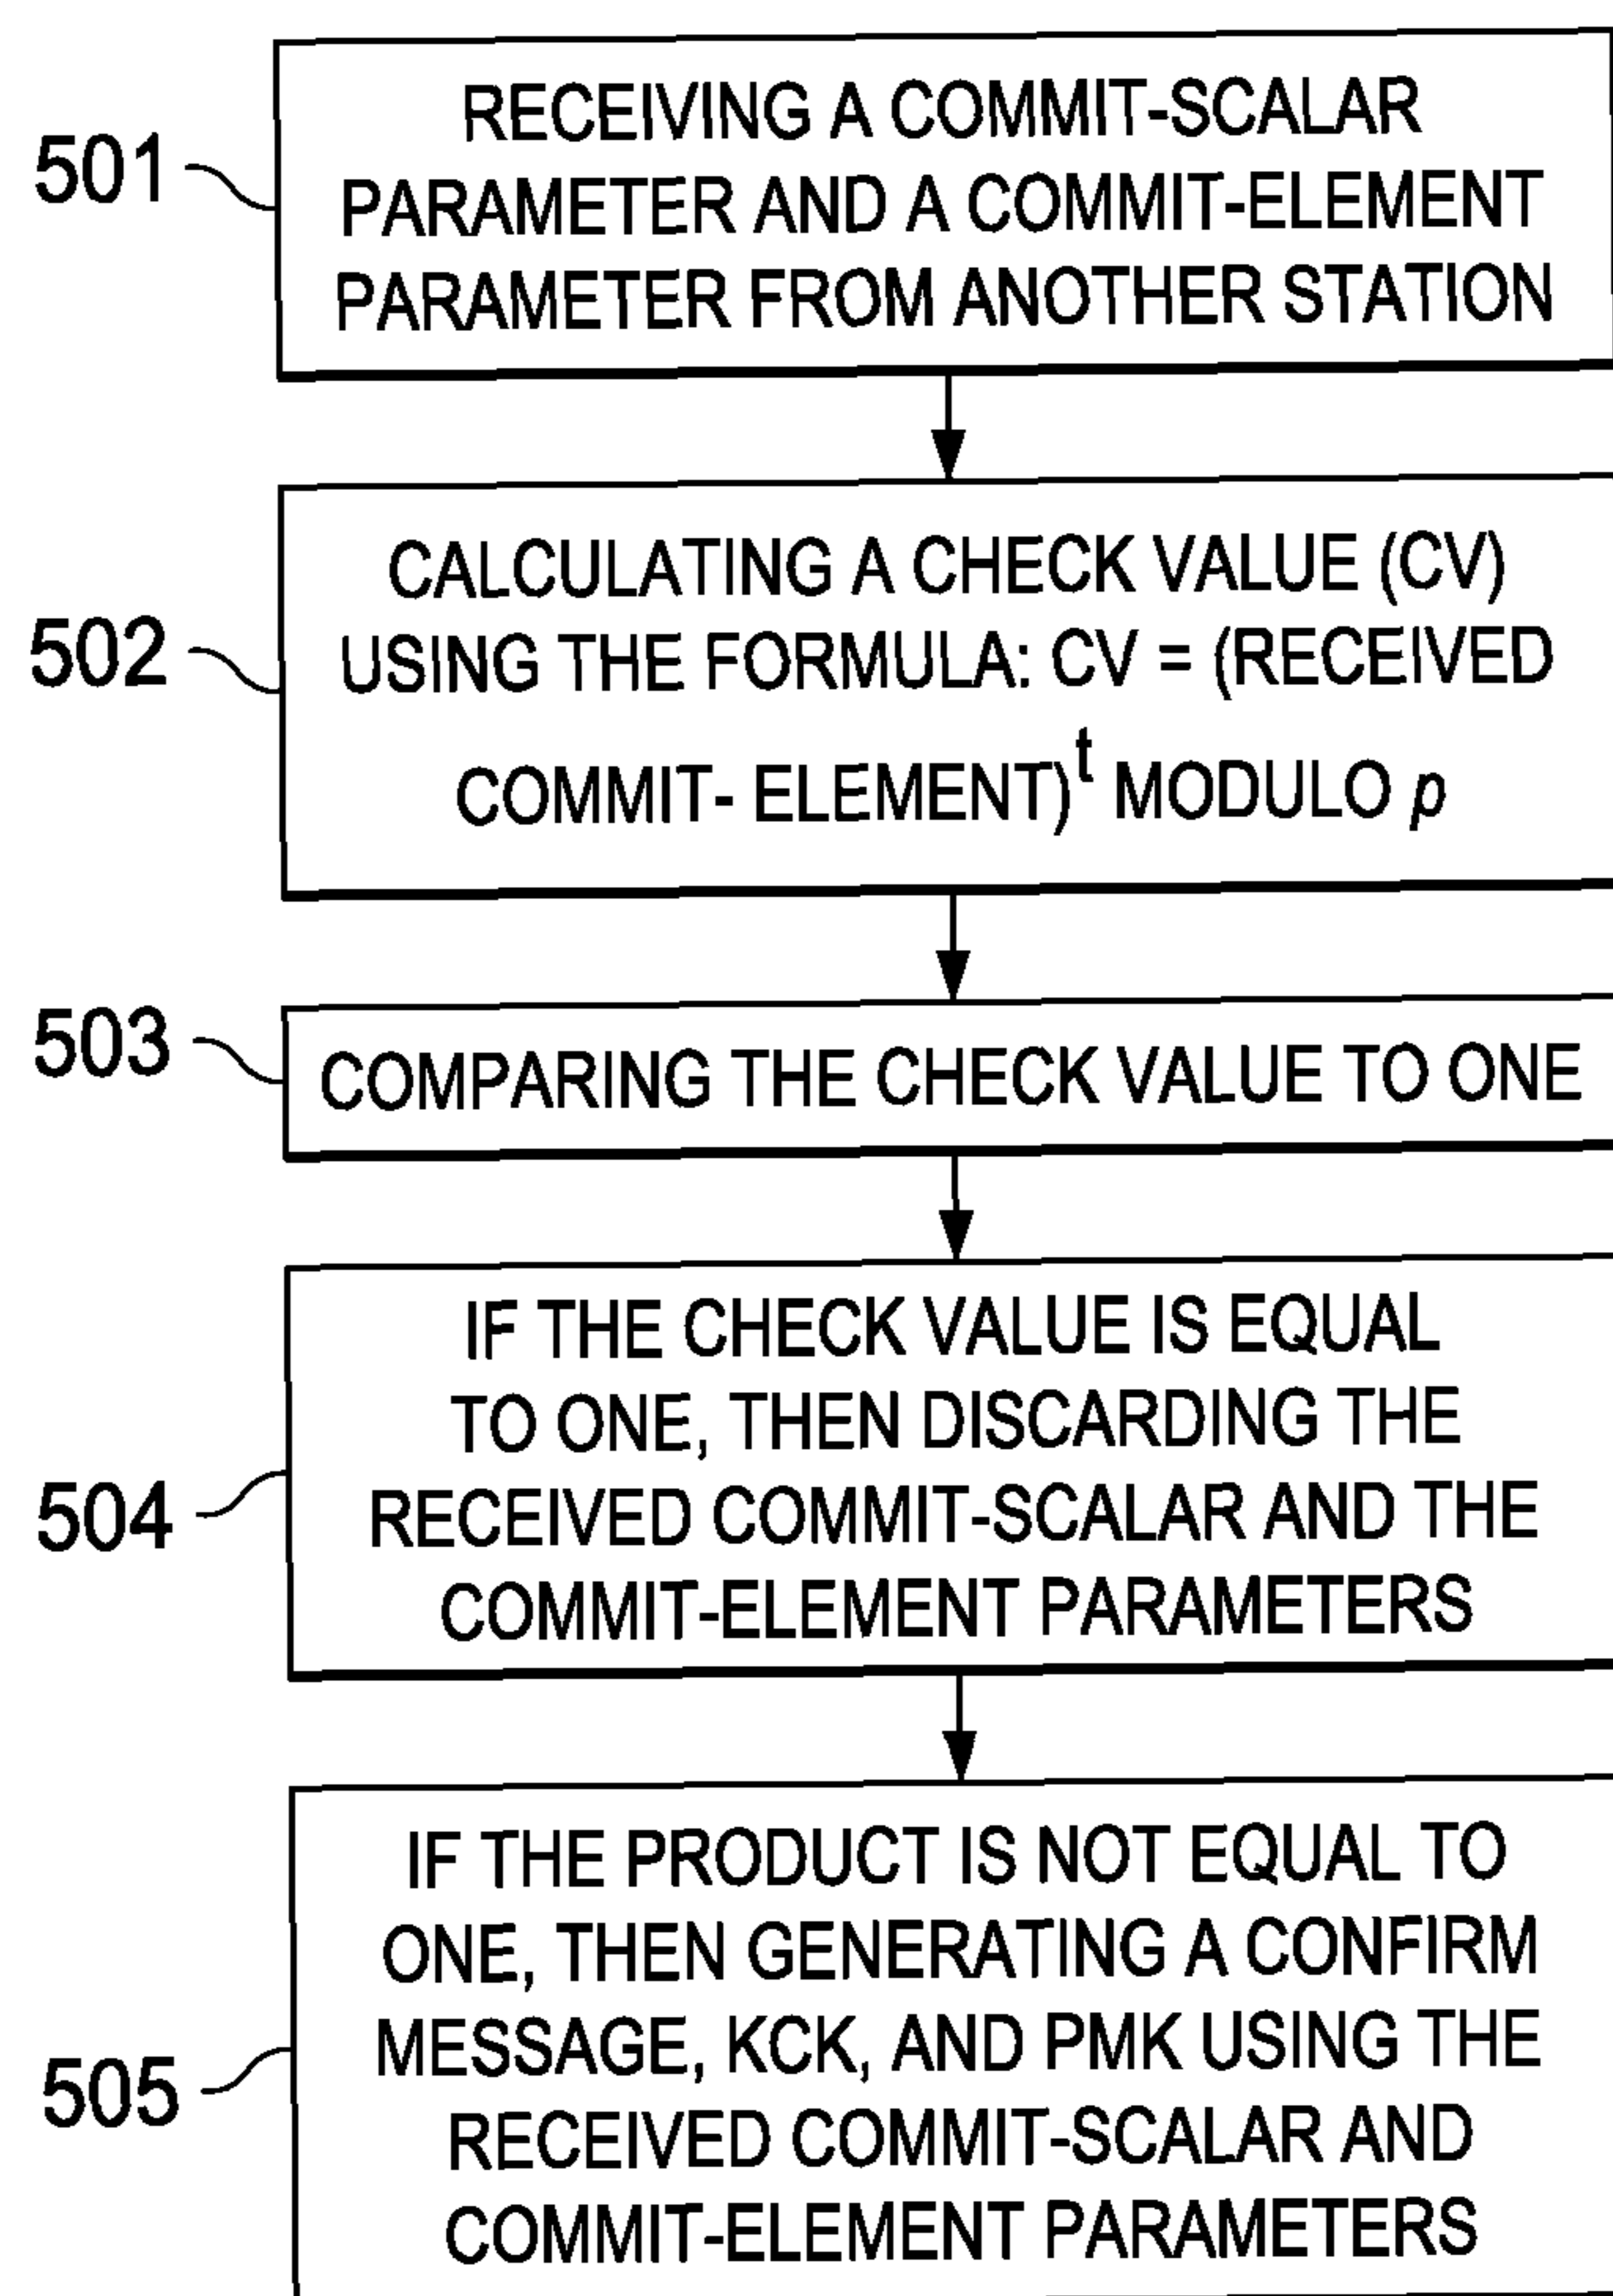 501
RECEIVING A COMMIT-SCALAR
PARAMETER AND A COMMIT-ELEMENT
PARAMETER FROM ANOTHER STATION
502
CALCULATING A CHECK VALUE (CV)
USING THE FORMULA: CV = (RECEIVED
COMMIT- ELEMENT)^t MODULO p
503
COMPARING THE CHECK VALUE TO ONE
504
IF THE CHECK VALUE IS EQUAL
TO ONE, THEN DISCARDING THE
RECEIVED COMMIT-SCALAR AND THE
COMMIT-ELEMENT PARAMETERS
505
IF THE PRODUCT IS NOT EQUAL TO
ONE, THEN GENERATING A CONFIRM
MESSAGE, KCK, AND PMK USING THE
RECEIVED COMMIT-SCALAR AND
COMMIT-ELEMENT PARAMETERS